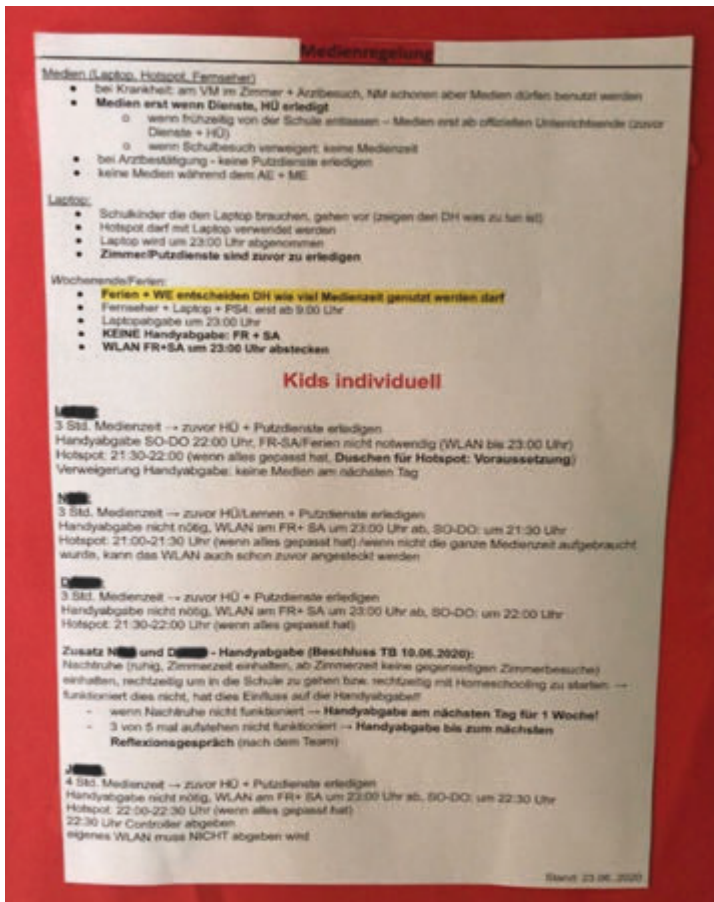 Medienregelung
Medien (Laptop, Hotspot, Fernseher)
bei Krankheit: am VM im Zimmer + Arztbesuch, NM schonen aber Medien dürfen benutzt werden
Medien erst wenn Dienste, HÜ erledigt
wenn frühzeitig von der Schule entlassen – Medien erst ab offiziellen Unterrichtsende (zuvor
Dienste + HÜ)
wenn Schulbesuch verweigert: keine Medienzeit
bei Arztbestätigung - keine Putzdienste erledigen
keine Medien während dem AE + ME
Laptop:
Schulkinder die den Laptop brauchen, gehen vor (zeigen den DH was zu tun ist)
Hotspot darf mit Laptop verwendet werden
Laptop wird um 23:00 Uhr abgenommen
Zimmer/Putzdienste sind zuvor zu erledigen
Wochenende/Ferien:
Ferien + WE entscheiden DH wie viel Medienzeit genutzt werden darf
Fernseher + Laptop + PS4: erst ab 9:00 Uhr
Laptopabgabe um 23:00 Uhr
KEINE Handyabgabe: FR + SA
WLAN FR+SA um 23:00 Uhr abstecken
Kids individuell
3 Std. Medienzeit → zuvor HÜ + Putzdienste erledigen
Handyabgabe SO-DO 22:00 Uhr, FR-SA/Ferien nicht notwendig (WLAN bis 23:00 Uhr)
Hotspot: 21:30-22:00 (wenn alles gepasst hat, Duschen für Hotspot: Voraussetzung)
Verweigerung Handyabgabe: keine Medien am nächsten Tag
N
3 Std. Medienzeit → zuvor HÜ/Lernen + Putzdienste erledigen
Handyabgabe nicht nötig, WLAN am FR+ SA um 23:00 Uhr ab, SO-DO: um 21:30 Uhr
Hotspot: 21:00-21:30 Uhr (wenn alles gepasst hat) /wenn nicht die ganze Medienzeit aufgebraucht
wurde, kann das WLAN auch schon zuvor angesteckt werden
D
3 Std. Medienzeit → zuvor HÜ + Putzdienste erledigen
Handyabgabe nicht nötig, WLAN am FR+ SA um 23:00 Uhr ab, SO-DO: um 22:00 Uhr
Hotspot: 21:30-22:00 Uhr (wenn alles gepasst hat)
Zusatz N und D - Handyabgabe (Beschluss TB 10.06.2020):
Nachtruhe (ruhig, Zimmerzeit einhalten, ab Zimmerzeit keine gegenseitigen Zimmerbesuche)
einhalten, rechtzeitig um in die Schule zu gehen bzw. rechtzeitig mit Homeschooling zu starten →
funktioniert dies nicht, hat dies Einfluss auf die Handyabgabe!!
- wenn Nachtruhe nicht funktioniert → Handyabgabe am nächsten Tag für 1 Woche!
- 3 von 5 mal aufstehen nicht funktioniert → Handyabgabe bis zum nächsten
Reflexionsgespräch (nach dem Team)
J
4 Std. Medienzeit → zuvor HÜ + Putzdienste erledigen
Handyabgabe nicht nötig, WLAN am FR+ SA um 23:00 Uhr ab, SO-DO: um 22:30 Uhr
Hotspot: 22:00-22:30 Uhr (wenn alles gepasst hat)
22:30 Uhr Controller abgeben
eigenes WLAN muss NICHT abgeben wird
Stand: 23.06.2020